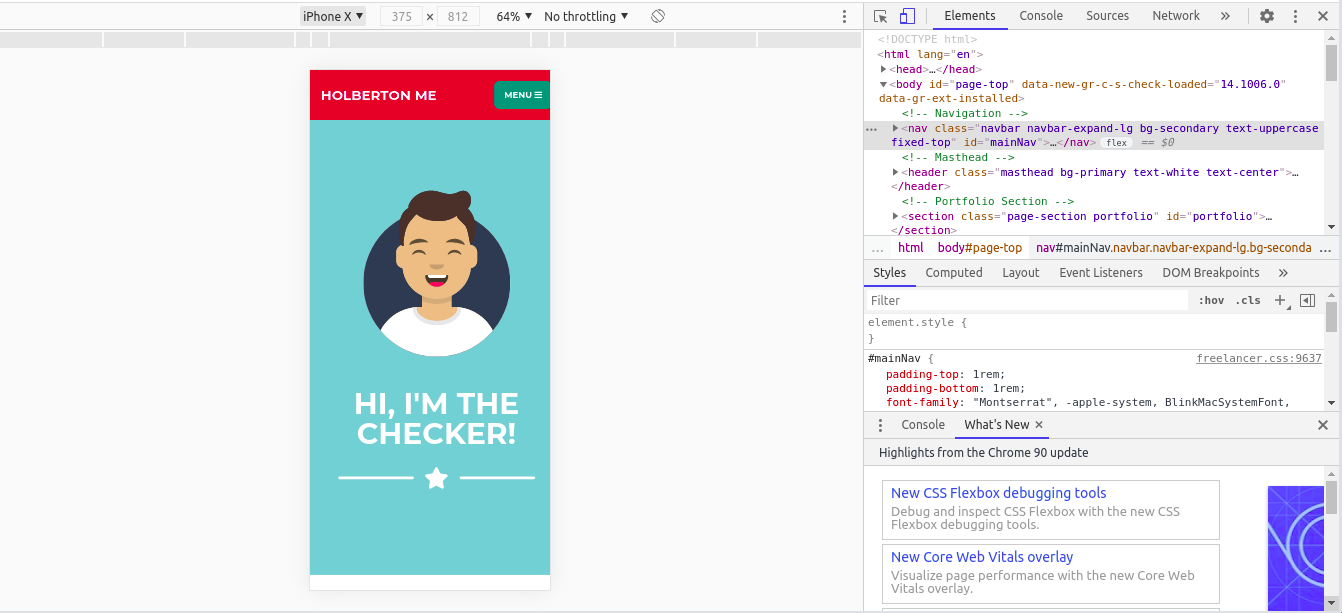 iPhone X ▼ 375 × 812 64% ▼ No throttling ▼
HOLBERTON ME
MENU
HI, I'M THE
CHECKER!
Elements Console Sources Network »
<!DOCTYPE html>
<html lang="en">
▶<head>…</head>
▼<body id="page-top" data-new-gr-c-s-check-loaded="14.1006.0"
data-gr-ext-installed>
<!-- Navigation -->
… ▶<nav class="navbar navbar-expand-lg bg-secondary text-uppercase
fixed-top" id="mainNav">…</nav> flex == $0
<!-- Masthead -->
▶<header class="masthead bg-primary text-white text-center">…
</header>
<!-- Portfolio Section -->
▶<section class="page-section portfolio" id="portfolio">…
</section>
… html body#page-top nav#mainNav.navbar.navbar-expand-lg.bg-seconda …
Styles Computed Layout Event Listeners DOM Breakpoints »
Filter :hov .cls +
element.style {
}
#mainNav { freelancer.css:9637
padding-top: 1rem;
padding-bottom: 1rem;
font-family: "Montserrat", -apple-system, BlinkMacSystemFont,
Console What's New ×
Highlights from the Chrome 90 update
New CSS Flexbox debugging tools
Debug and inspect CSS Flexbox with the new CSS
Flexbox debugging tools.
New Core Web Vitals overlay
Visualize page performance with the new Core Web
Vitals overlay.